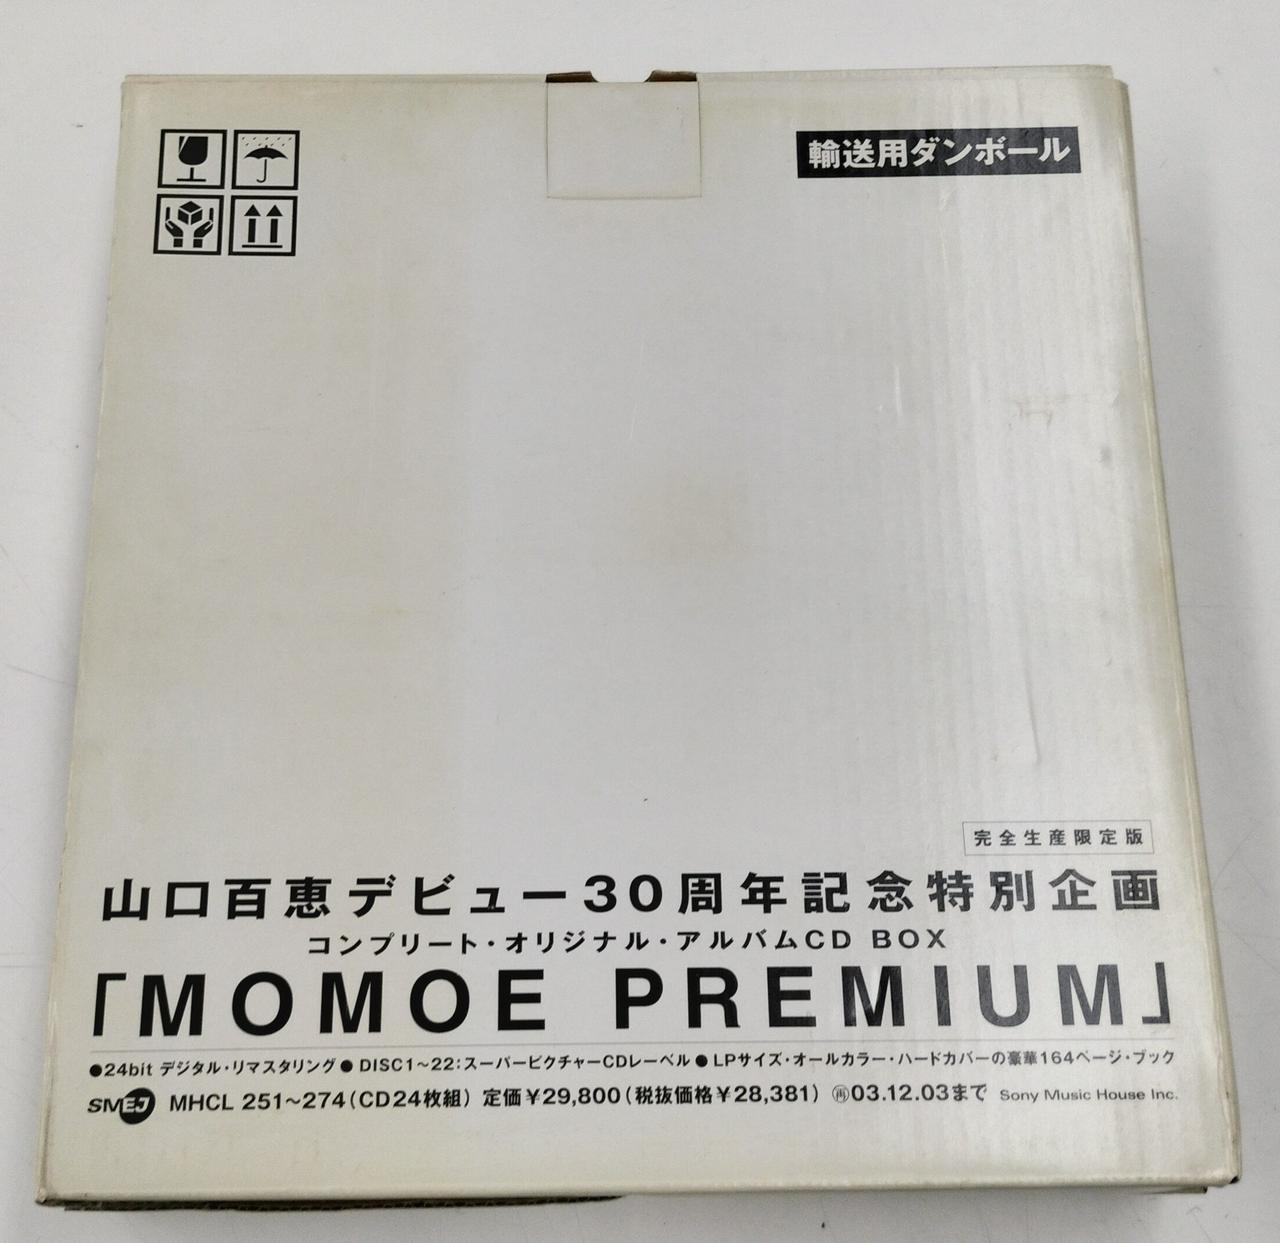 輸送用ダンボール
完全生産限定版
山口百恵デビュー30周年記念特別企画
コンプリート・オリジナル・アルバムCD BOX
「MOMOE PREMIUM」
●24bit デジタル・リマスタリング● DISC1〜22:スーパーピクチャーCDレーベル● LPサイズ・オールカラー・ハードカバーの豪華164ページ・ブック
SMEJ MHCL 251〜274(CD24枚組) 定価¥29,800(税抜価格¥28,381) ㊙03.12.03まで Sony Music House Inc.